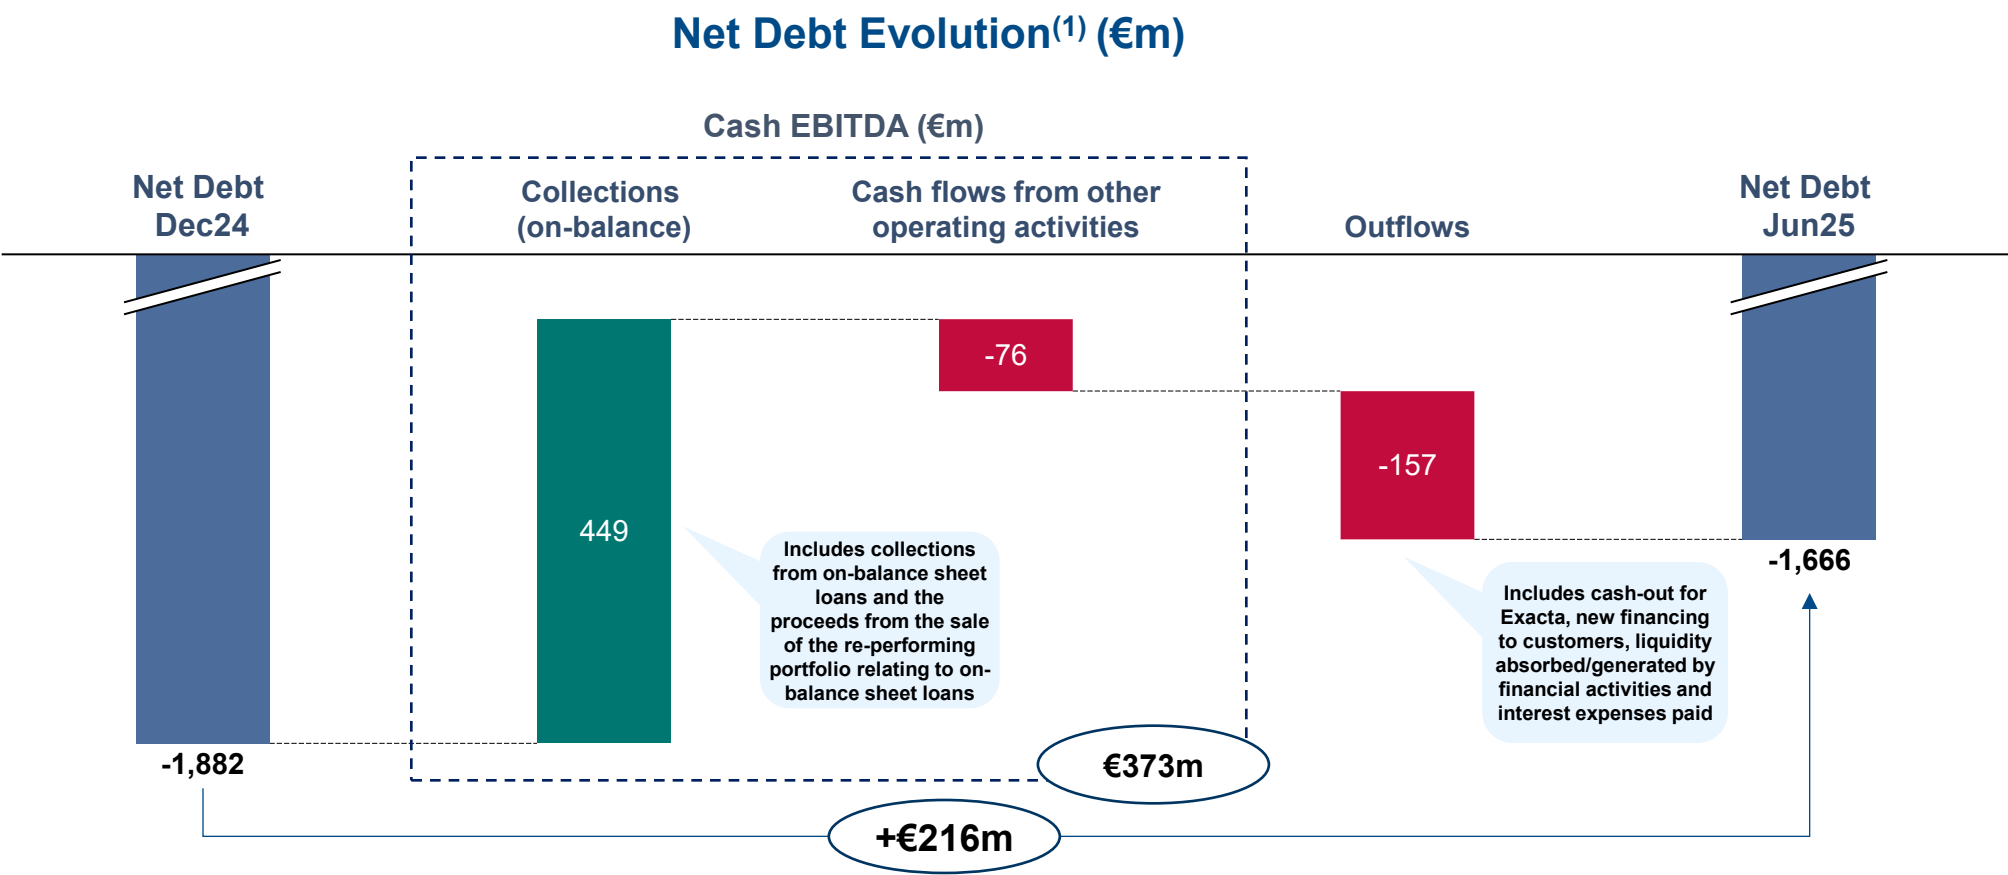 Net Debt Evolution(1) (€m)
Cash EBITDA (€m)
Net Debt
Dec24
Collections
(on-balance)
Cash flows from other
operating activities
Outflows
Net Debt
Jun25
-76
-157
449
Includes collections
from on-balance sheet
loans and the
proceeds from the sale
of the re-performing
portfolio relating to on-
balance sheet loans
-1,666
Includes cash-out for
Exacta, new financing
to customers, liquidity
absorbed/generated by
financial activities and
interest expenses paid
-1,882
€373m
+€216m